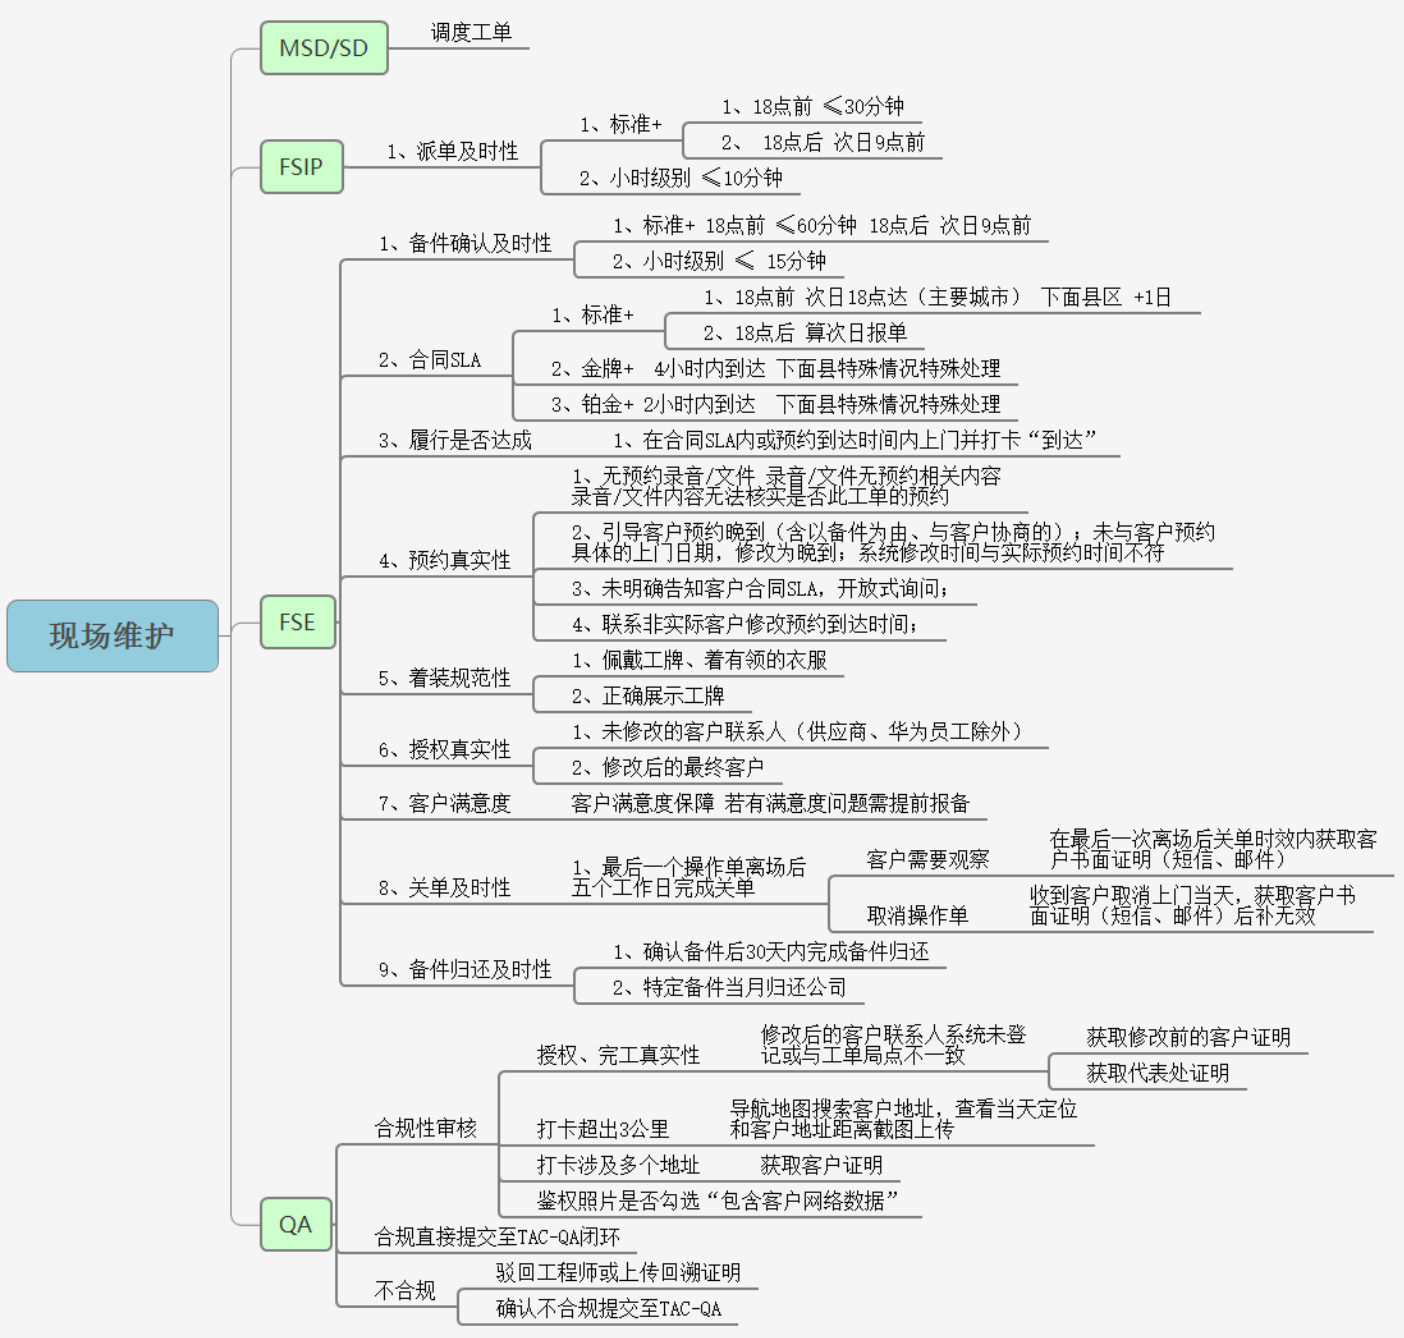 现场维护
MSD/SD
调度工单
FSIP
1、派单及时性
1、标准+
1、18点前 ≤30分钟
2、 18点后 次日9点前
2、小时级别 ≤10分钟
FSE
1、备件确认及时性
1、标准+ 18点前 ≤60分钟 18点后 次日9点前
2、小时级别 ≤ 15分钟
2、合同SLA
1、标准+
1、18点前 次日18点达（主要城市） 下面县区 +1日
2、18点后 算次日报单
2、金牌+ 4小时内到达 下面县特殊情况特殊处理
3、铂金+ 2小时内到达 下面县特殊情况特殊处理
3、履行是否达成
1、在合同SLA内或预约到达时间内上门并打卡“到达”
4、预约真实性
1、无预约录音/文件 录音/文件无预约相关内容
录音/文件内容无法核实是否此工单的预约
2、引导客户预约晚到（含以备件为由、与客户协商的）；未与客户预约
具体的上门日期，修改为晚到；系统修改时间与实际预约时间不符
3、未明确告知客户合同SLA，开放式询问；
4、联系非实际客户修改预约到达时间；
5、着装规范性
1、佩戴工牌、着有领的衣服
2、正确展示工牌
6、授权真实性
1、未修改的客户联系人（供应商、华为员工除外）
2、修改后的最终客户
7、客户满意度
客户满意度保障 若有满意度问题需提前报备
8、关单及时性
1、最后一个操作单离场后
五个工作日完成关单
客户需要观察
在最后一次离场后关单时效内获取客
户书面证明（短信、邮件）
取消操作单
收到客户取消上门当天，获取客户书
面证明（短信、邮件）后补无效
9、备件归还及时性
1、确认备件后30天内完成备件归还
2、特定备件当月归还公司
QA
合规性审核
授权、完工真实性
修改后的客户联系人系统未登
记或与工单局点不一致
获取修改前的客户证明
获取代表处证明
打卡超出3公里
导航地图搜索客户地址，查看当天定位
和客户地址距离截图上传
打卡涉及多个地址
获取客户证明
鉴权照片是否勾选“包含客户网络数据”
合规直接提交至TAC-QA闭环
不合规
驳回工程师或上传回溯证明
确认不合规提交至TAC-QA